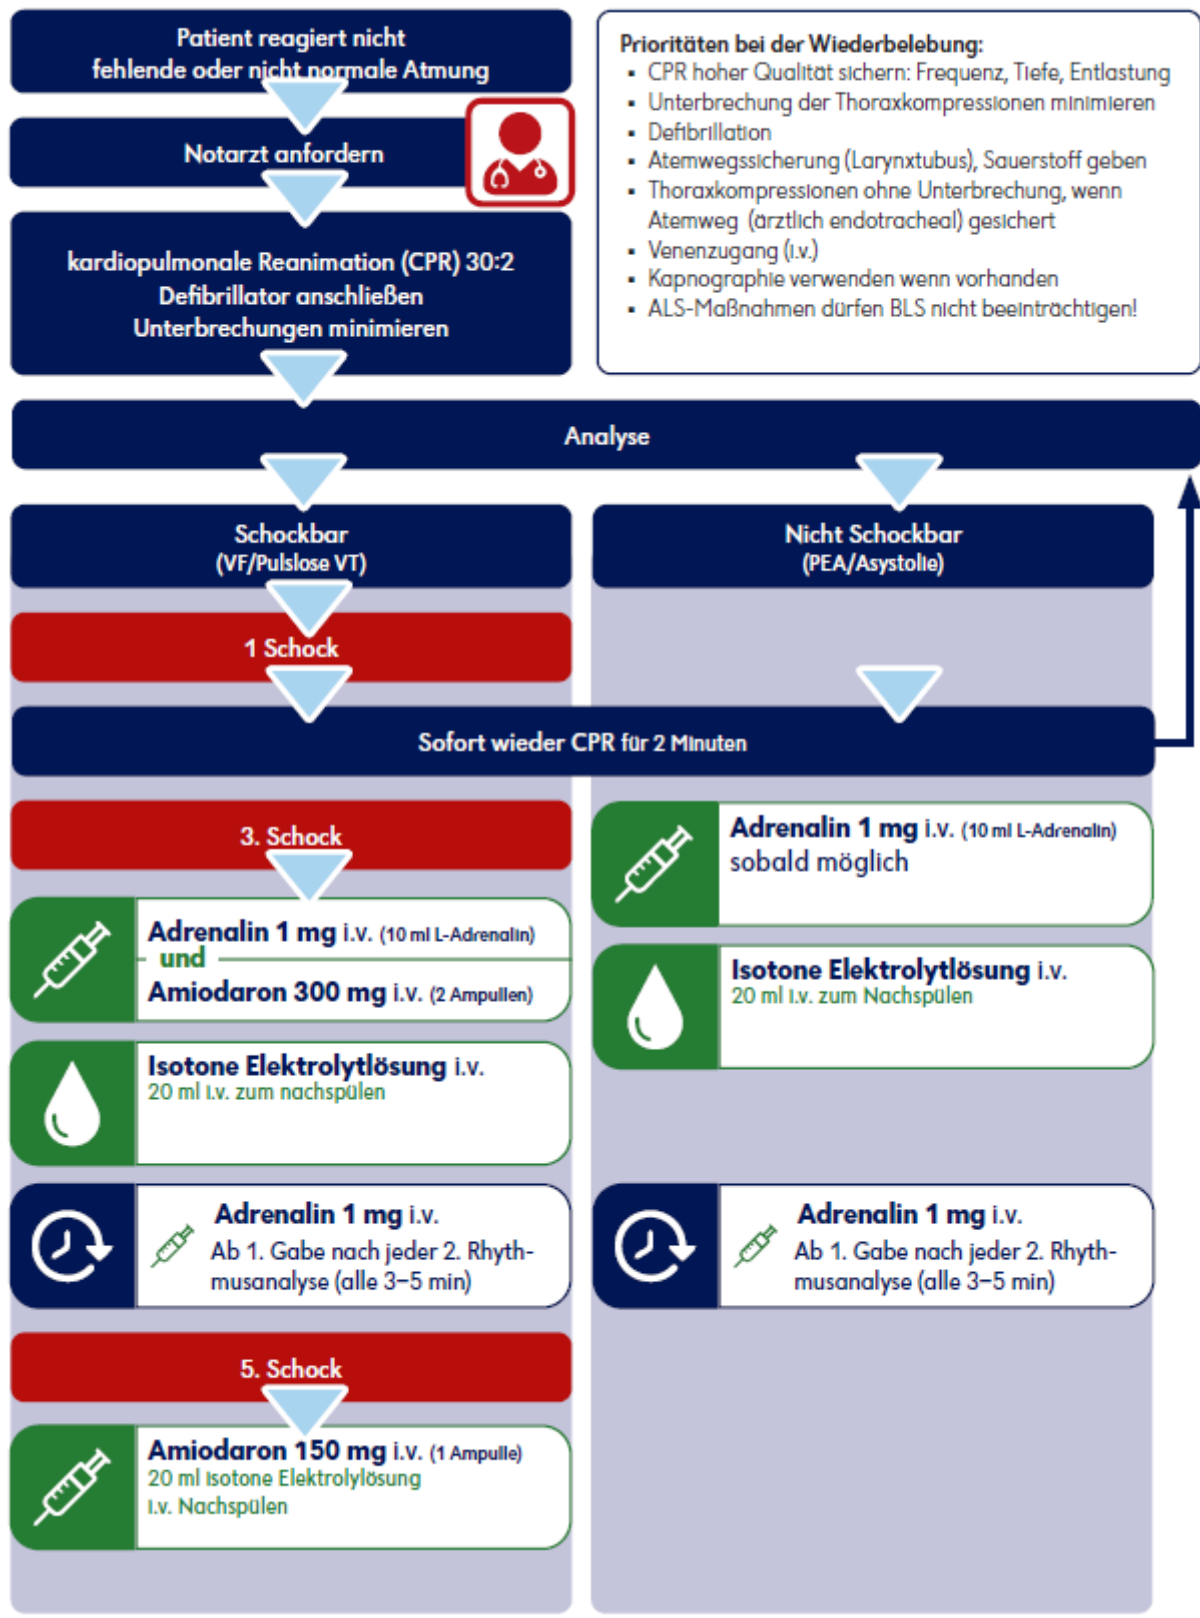 Patient reagiert nicht
fehlende oder nicht normale Atmung
Notarzt anfordern
kardiopulmonale Reanimation (CPR) 30:2
Defibrillator anschließen
Unterbrechungen minimieren
Prioritäten bei der Wiederbelebung:
▪ CPR hoher Qualität sichern: Frequenz, Tiefe, Entlastung
▪ Unterbrechung der Thoraxkompressionen minimieren
▪ Defibrillation
▪ Atemwegssicherung (Larynxtubus), Sauerstoff geben
▪ Thoraxkompressionen ohne Unterbrechung, wenn
Atemweg (ärztlich endotracheal) gesichert
▪ Venenzugang (i.v.)
▪ Kapnographie verwenden wenn vorhanden
▪ ALS-Maßnahmen dürfen BLS nicht beeinträchtigen!
Analyse
Schockbar
(VF/Pulslose VT)
1 Schock
Nicht Schockbar
(PEA/Asystolie)
Sofort wieder CPR für 2 Minuten
3. Schock
Adrenalin 1 mg i.v. (10 ml L-Adrenalin)
und
Amiodaron 300 mg i.v. (2 Ampullen)
Isotone Elektrolytlösung i.v.
20 ml i.v. zum nachspülen
Adrenalin 1 mg i.v.
Ab 1. Gabe nach jeder 2. Rhyth-
musanalyse (alle 3–5 min)
5. Schock
Amiodaron 150 mg i.v. (1 Ampulle)
20 ml Isotone Elektrolylösung
i.v. Nachspülen
Adrenalin 1 mg i.v. (10 ml L-Adrenalin)
sobald möglich
Isotone Elektrolytlösung i.v.
20 ml i.v. zum Nachspülen
Adrenalin 1 mg i.v.
Ab 1. Gabe nach jeder 2. Rhyth-
musanalyse (alle 3–5 min)